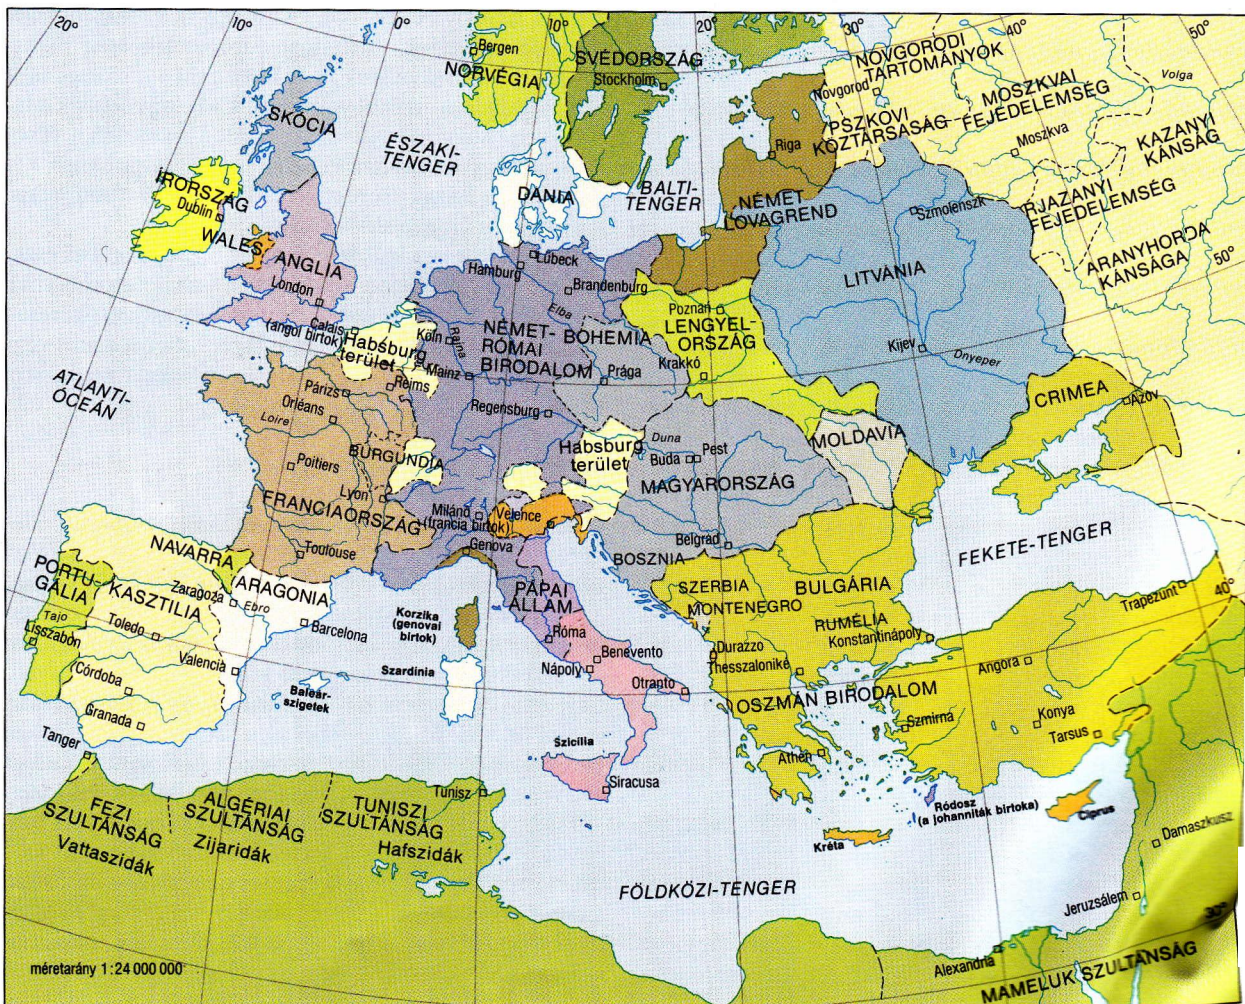 20°
10°
0°
10°
20°
30°
40°
50°
Bergen
NORVÉGIA
SVÉDORSZÁG
Stockholm
NOVGORODI
TARTOMÁNYOK
Novgorod
PSZKOVI
KÖZTÁRSASÁG
MOSZKVAI
FEJEDELEMSÉG
Moszkva
Volga
KAZANYI
KÁNSÁG
RJAZANYI
FEJEDELEMSÉG
ARANYHORDA
KÁNSÁGA
50°
SKÓCIA
ÉSZAKI-
TENGER
ÍRORSZÁG
Dublin
WALES
ANGLIA
London
DÁNIA
BALTI-
TENGER
Riga
NÉMET
LOVAGREND
Szmolenszk
LITVÁNIA
Kijev
Dnyeper
Hamburg
Lübeck
Brandenburg
Elba
Calais
(angol birtok)
Habsburg
terület
Köln
Rajna
Mainz
NÉMET-
RÓMAI
BIRODALOM
BOHÉMIA
Prága
Regensburg
Poznan
LENGYEL-
ORSZÁG
Krakkó
ATLANTI-
ÓCEÁN
Párizs
Reims
Orléans
Loire
Poitiers
BURGUNDIA
Lyon
FRANCIAORSZÁG
Toulouse
Habsburg
terület
Duna
Buda
Pest
MAGYARORSZÁG
MOLDAVIA
CRIMEA
Azov
Miláno
(francia birtok)
Velence
Genova
Belgrád
BOSZNIA
FEKETE-TENGER
NAVARRA
PORTU-
GÁLIA
KASZTILIA
Zaragoza
ARAGONIA
Ebro
Barcelona
Tajo
Lisszabon
Toledo
Valencia
Córdoba
Granada
Baleár-
szigetek
Korzika
(genovai
birtok)
Szardínia
PÁPAI
ÁLLAM
Róma
Nápoly
Benevento
Otranto
SZERBIA
MONTENEGRO
BULGÁRIA
RUMÉLIA
Konstantinápoly
Durazzo
Thesszaloniké
Trapezunt
40°
Angora
OSZMÁN BIRODALOM
Szmirna
Konya
Tarsus
Athén
Szicília
Siracusa
Tanger
FEZI
SZULTÁNSÁG
Vattaszidák
ALGÉRIAI
SZULTÁNSÁG
Zijaridák
TUNISZI
SZULTÁNSÁG
Hafszidák
Tunisz
Ródosz
(a johanniták birtoka)
Kréta
Ciprus
Damaszkusz
FÖLDKÖZI-TENGER
Jeruzsálem
30°
Alexandria
MAMELUK SZULTÁNSÁG
méretarány 1:24 000 000